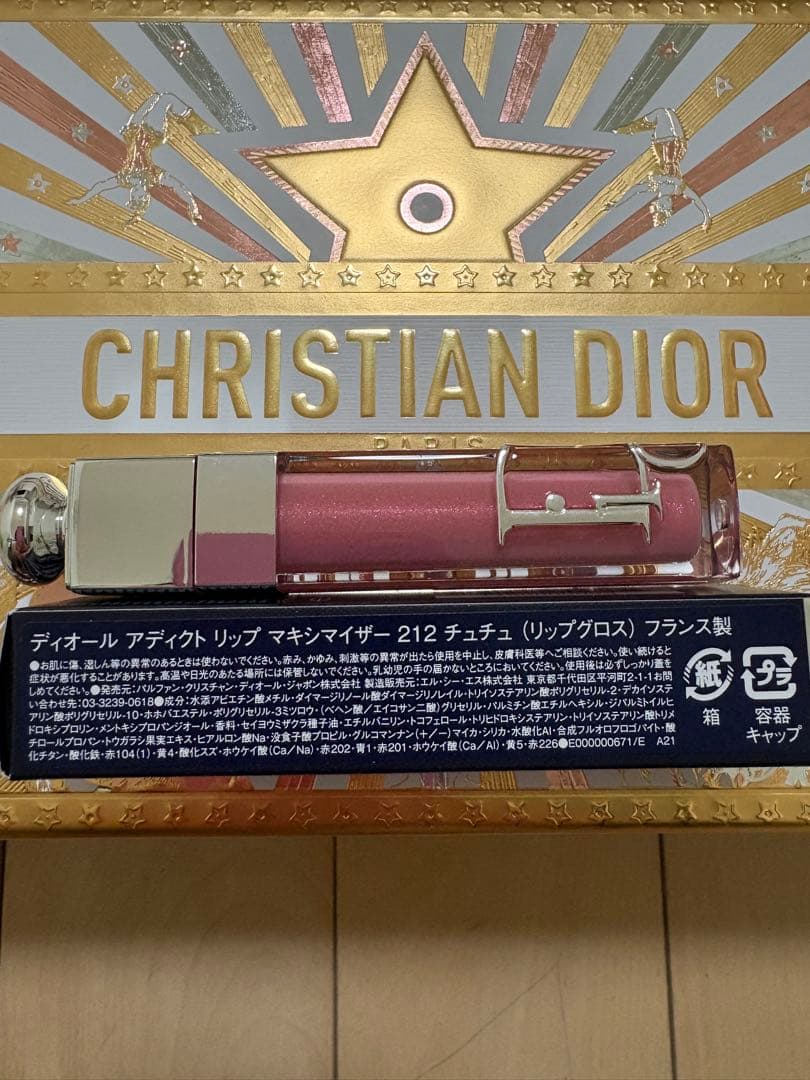 CHRISTIAN DIOR
PARIS
ディオール アディクト リップ マキシマイザー 212 チュチュ (リップグロス) フランス製
●お肌に傷、湿しん等の異常のあるときは使わないでください。赤み、かゆみ、刺激等の異常が出たら使用を中止し、皮膚科医等へご相談ください。使い続けると
症状が悪化することがあります。高温や日光のあたる場所には保管しないでください。乳幼児の手の届かないところにおいてください。使用後は必ずしっかり蓋を
しめてください。●発売元:パルファン・クリスチャン・ディオール・ジャポン株式会社 製造販売元:エル・シー・エス株式会社 東京都千代田区平河町2-1-1お問
い合わせ先:03-3239-0618●成分:水添アビエチン酸メチル・ダイマージリノール酸ダイマージリノレイル・トリイソステアリン酸ポリグリセリル-2・デカイソステ
アリン酸ポリグリセリル-10・ホホバエステル・ポリグリセリル-3ミツロウ・(ベヘン酸/エイコサン二酸)グリセリル・パルミチン酸エチルヘキシル・ジパルミトイルヒ
ドロキシプロリン・メントキシプロパンジオール・香料・セイヨウミザクラ種子油・エチルバニリン・トコフェロール・トリヒドロキシステアリン・トリイソステアリン酸トリメ
チロールプロパン・トウガラシ果実エキス・ヒアルロン酸Na・没食子酸プロピル・グルコマンナン(+/-)マイカ・シリカ・水酸化Al・合成フルオロフロゴパイト・酸
化チタン・酸化鉄・赤104(1)・黄4・酸化スズ・ホウケイ酸(Ca/Na)・赤202・青1・赤201・ホウケイ酸(Ca/Al)・黄5・赤226●E000000671/E A21
紙
箱
プラ
容器
キャップ